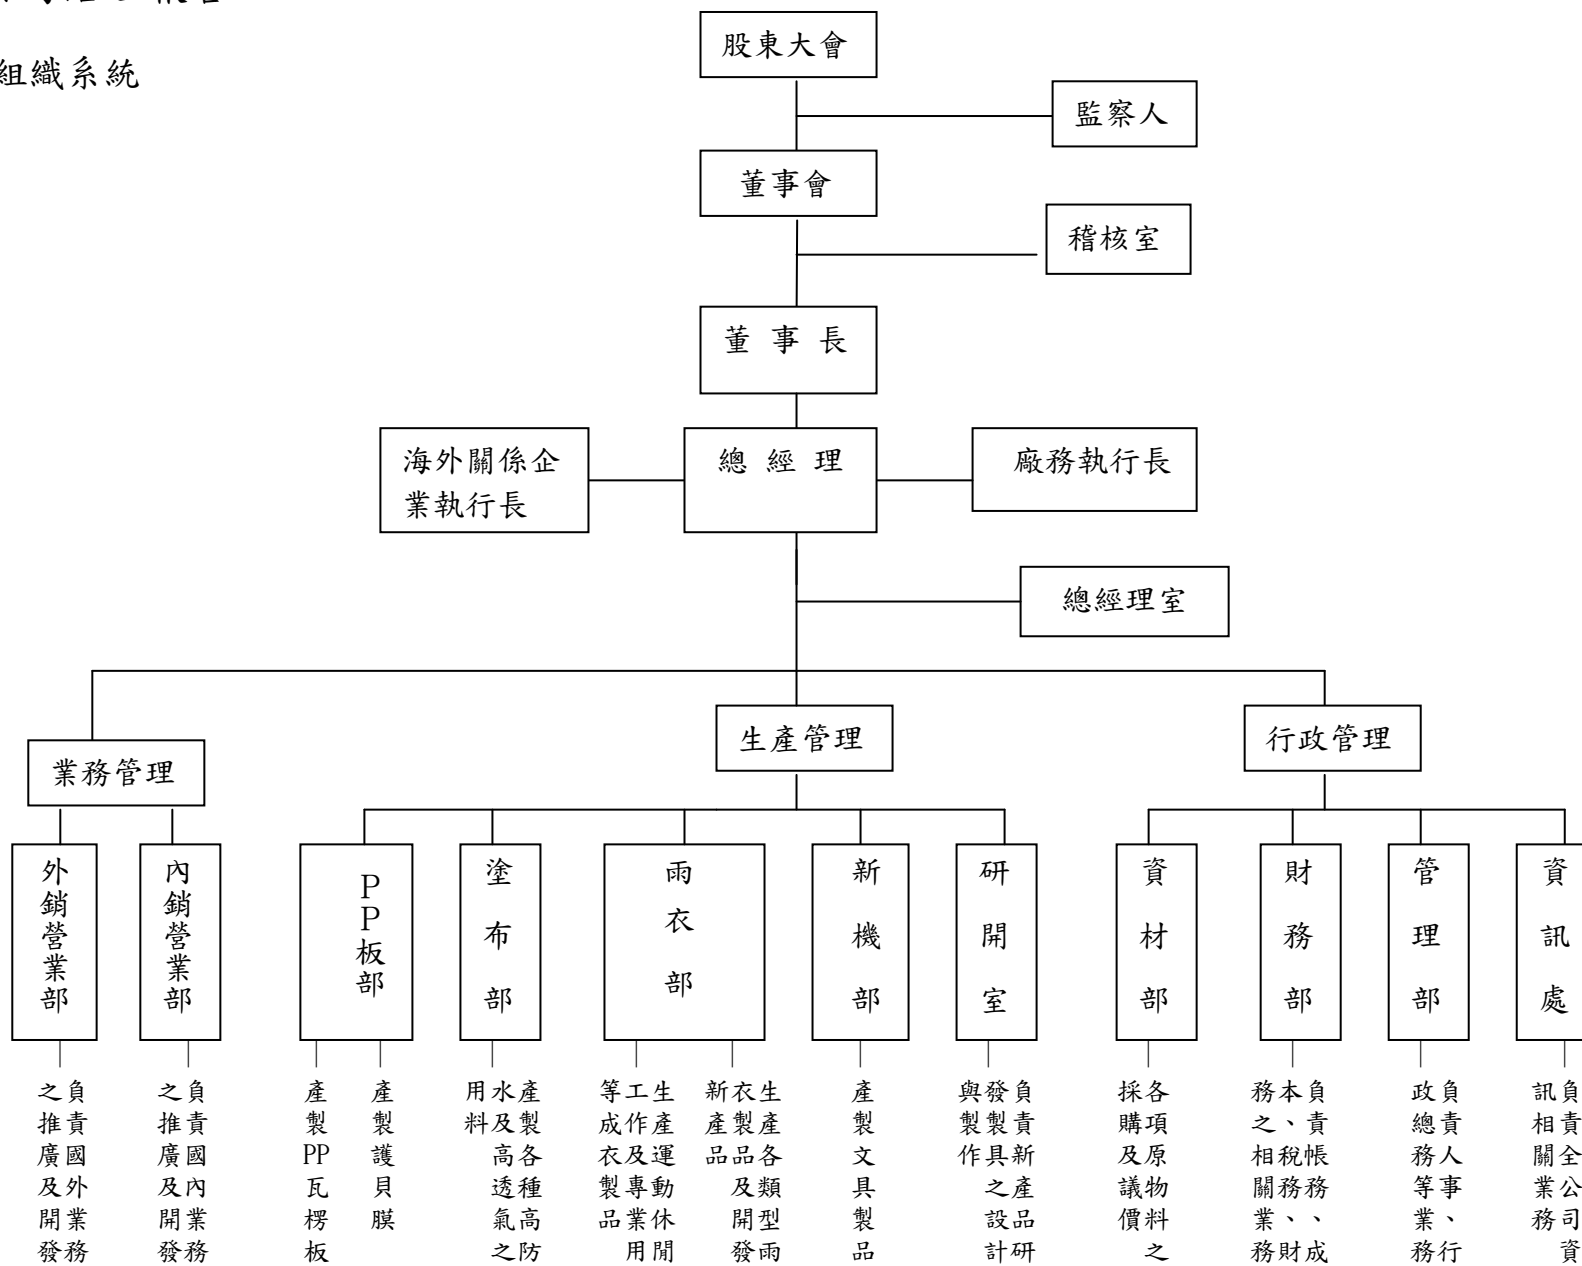 組織系統
股東大會
監察人
董事會
稽核室
董事長
海外關係企
業執行長
總經理
廠務執行長
總經理室
業務管理
生產管理
行政管理
外銷營業部
內銷營業部
PP板部
塗布部
雨衣部
新機部
研開室
資材部
財務部
管理部
資訊處
負責國外業務
之推廣及開發
負責國內業務
之推廣及開發
產製PP瓦楞板
產製護貝膜
產製各種高防
水及高透氣之
用料
生產運動休閒
工作及專業用
等成衣製品
生產各類型雨
衣製品及開發
新產品
產製文具製品
負責新產品研
發製具之設計
與製作
各項原物料之
採購及議價
負責帳務、成
本、稅務、財
務之相關業務
負責人事、行
政總務等業務
負責全公司資
訊相關業務